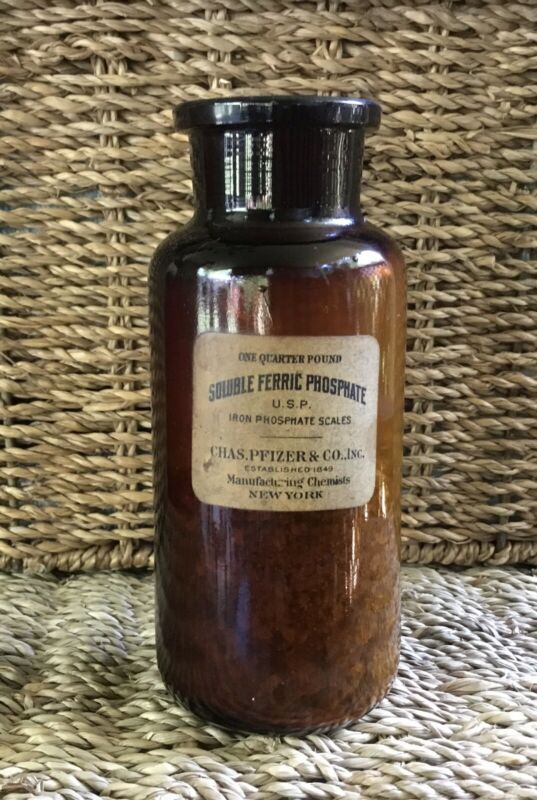 ONE QUARTER POUND
SOLUBLE FERRIC PHOSPHATE
U.S.P.
IRON PHOSPHATE SCALES
CHAS. PFIZER & CO., INC.
ESTABLISHED 1849
Manufacturing Chemists
NEW YORK